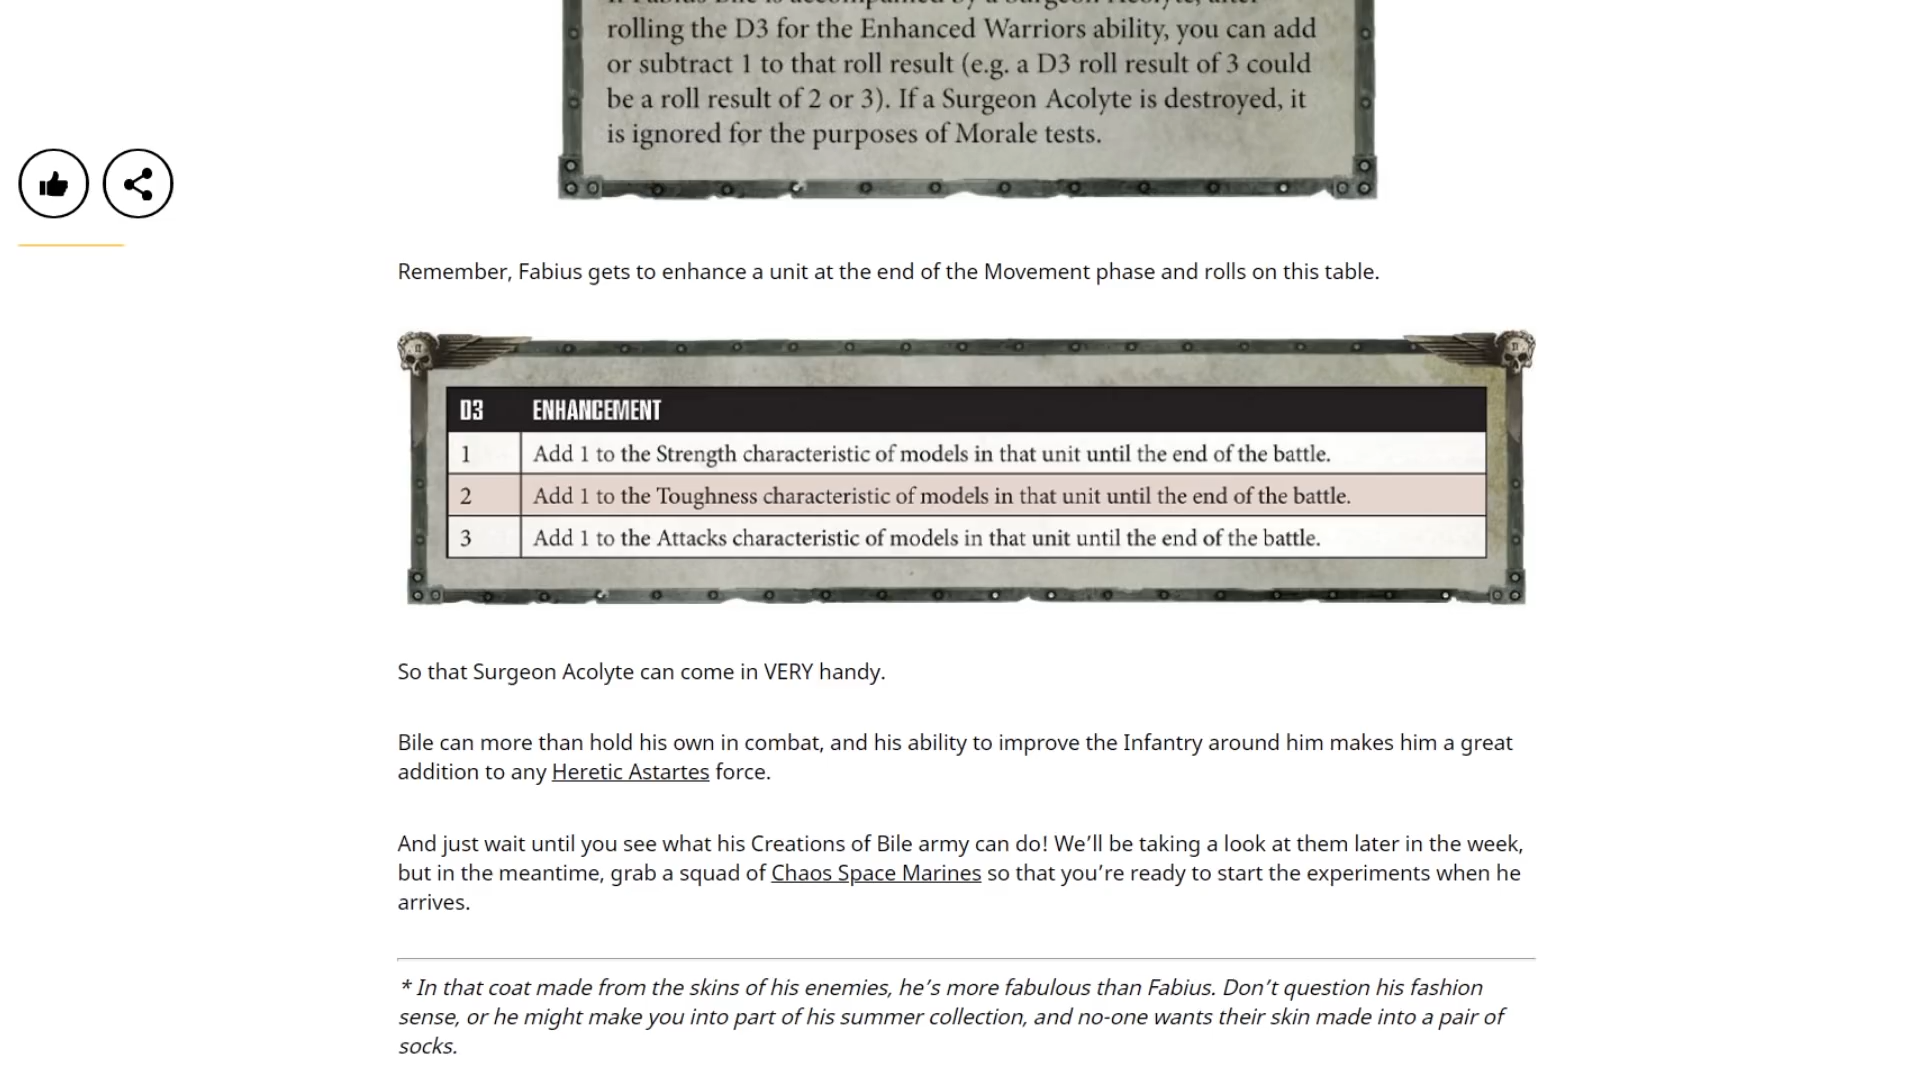 rolling the D3 for the Enhanced Warriors ability, you can add
or subtract 1 to that roll result (e.g. a D3 roll result of 3 could
be a roll result of 2 or 3). If a Surgeon Acolyte is destroyed, it
is ignored for the purposes of Morale tests.
Remember, Fabius gets to enhance a unit at the end of the Movement phase and rolls on this table.
D3 ENHANCEMENT
1 Add 1 to the Strength characteristic of models in that unit until the end of the battle.
2 Add 1 to the Toughness characteristic of models in that unit until the end of the battle.
3 Add 1 to the Attacks characteristic of models in that unit until the end of the battle.
So that Surgeon Acolyte can come in VERY handy.
Bile can more than hold his own in combat, and his ability to improve the Infantry around him makes him a great
addition to any Heretic Astartes force.
And just wait until you see what his Creations of Bile army can do! We’ll be taking a look at them later in the week,
but in the meantime, grab a squad of Chaos Space Marines so that you’re ready to start the experiments when he
arrives.
* In that coat made from the skins of his enemies, he’s more fabulous than Fabius. Don’t question his fashion
sense, or he might make you into part of his summer collection, and no-one wants their skin made into a pair of
socks.